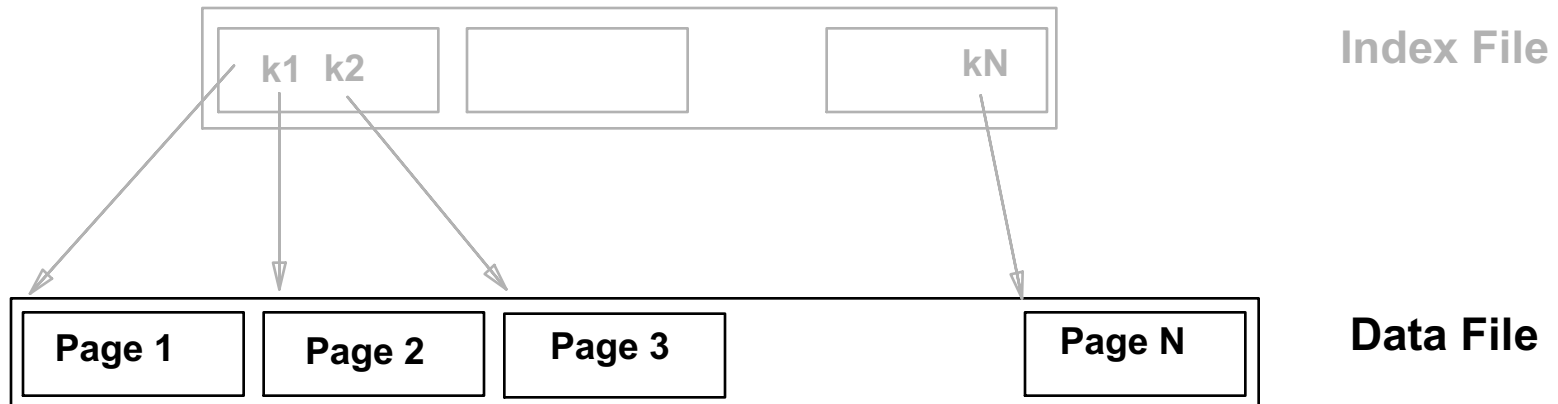 k1 k2
kN
Index File
Page 1
Page 2
Page 3
Page N
Data File